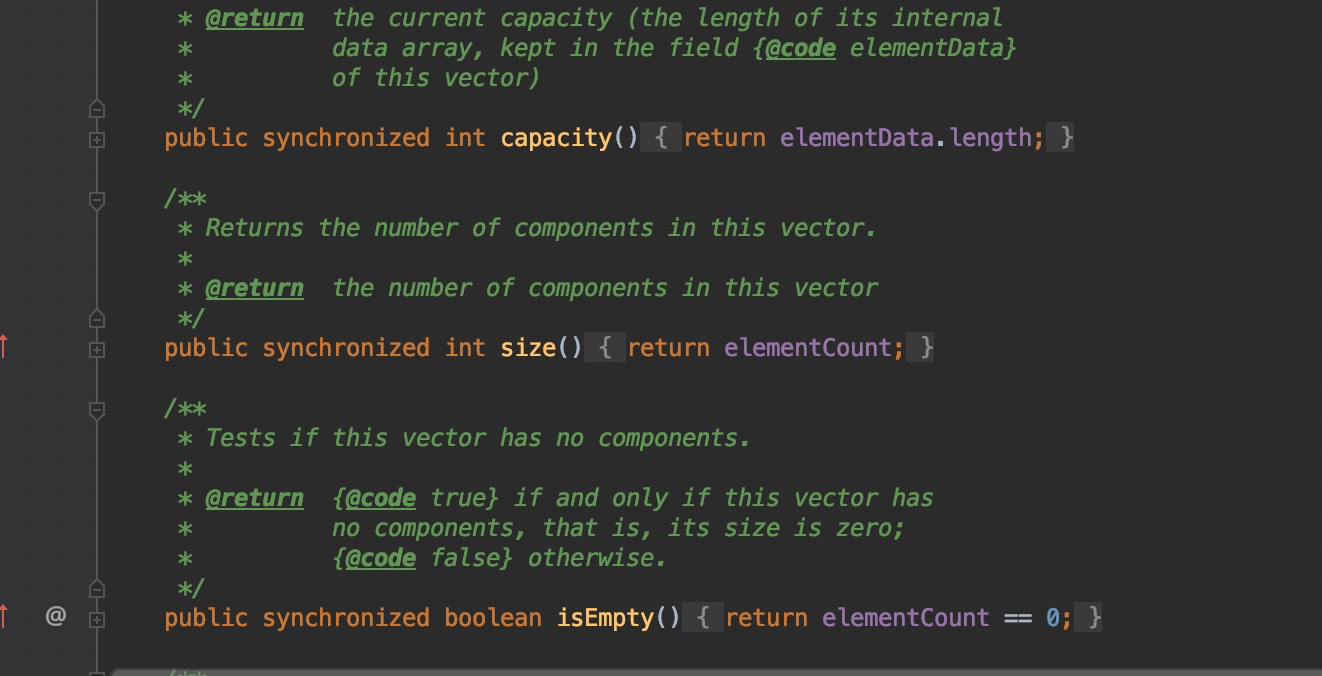 * @return  the current capacity (the length of its internal
*          data array, kept in the field {@code elementData}
*          of this vector)
*/
public synchronized int capacity() { return elementData.length; }
/**
* Returns the number of components in this vector.
*
* @return  the number of components in this vector
*/
public synchronized int size() { return elementCount; }
/**
* Tests if this vector has no components.
*
* @return  {@code true} if and only if this vector has
*          no components, that is, its size is zero;
*          {@code false} otherwise.
*/
@ public synchronized boolean isEmpty() { return elementCount == 0; }